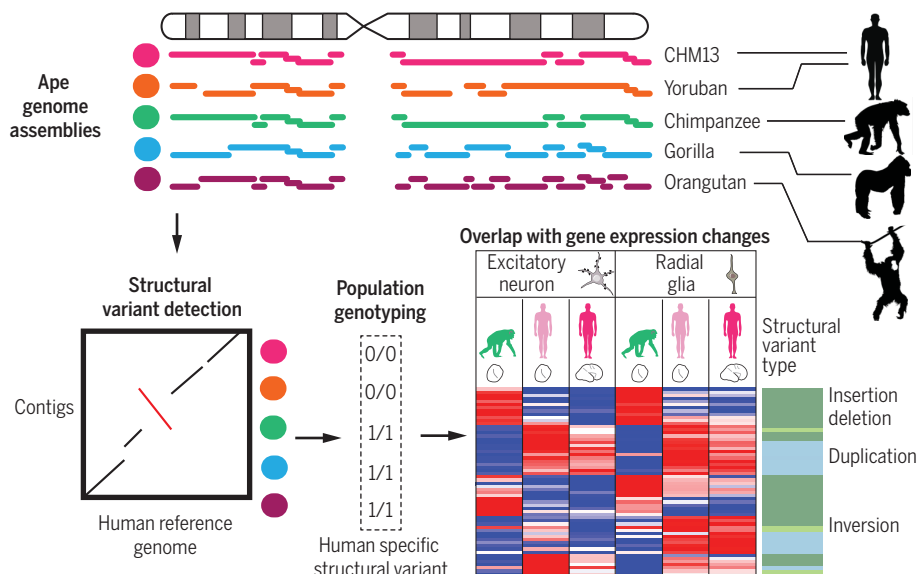 Ape
genome
assemblies
CHM13
Yoruban
Chimpanzee
Gorilla
Orangutan
Structural
variant detection
Contigs
Human reference
genome
Population
genotyping
0/0
0/0
1/1
1/1
1/1
Human specific
structural variant
Overlap with gene expression changes
Excitatory
neuron
Radial
glia
Structural
variant
type
Insertion
deletion
Duplication
Inversion